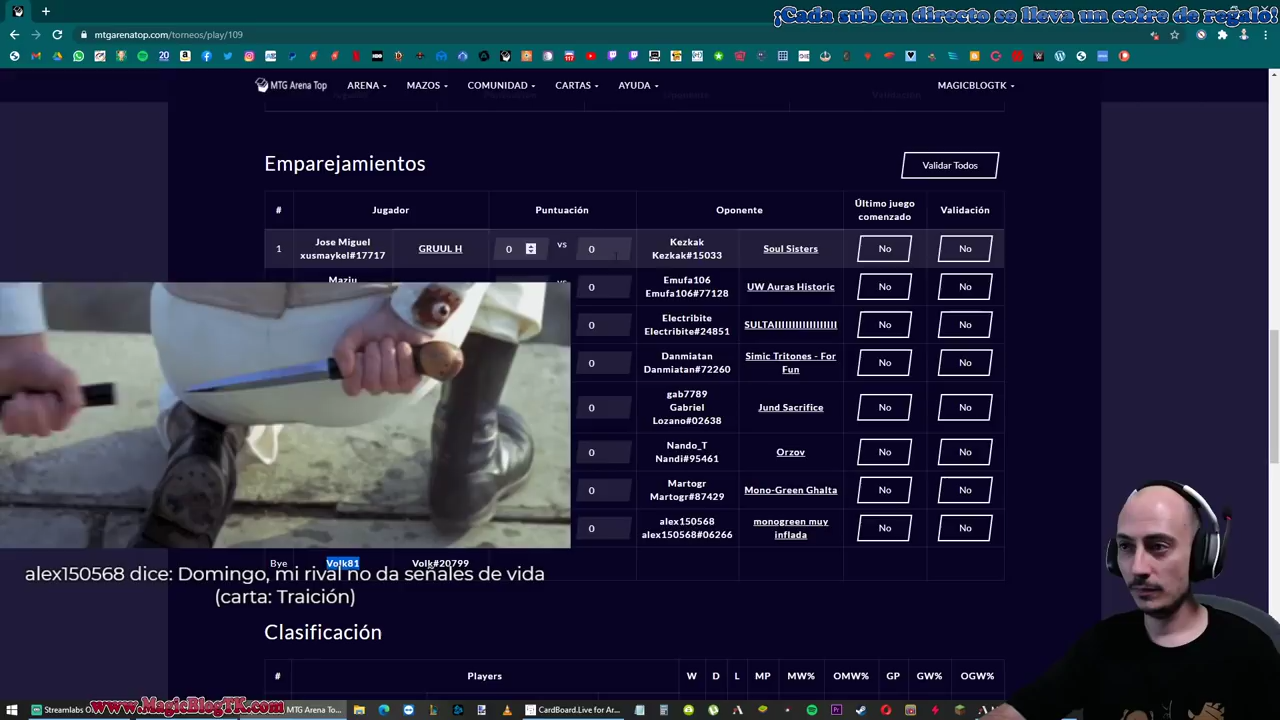 ¡Cada sub en directo se lleva un cofre de regalo!
mtgarenatop.com/torneos/play/109
MTG Arena Top
ARENA
MAZOS
COMUNIDAD
CARTAS
AYUDA
MAGICBLOGTK
Emparejamientos
Validar Todos
# Jugador Puntuación Oponente Último juego comenzado Validación
1 Jose Miguel xusmaykel#17717 GRUUL H 0 vs 0 Kezkak Kezkak#15033 Soul Sisters No No
Maziu vs 0 Emufa106 Emufa106#77128 UW Auras Historic No No
0 Electribite Electribite#24851 No No
0 Danmiatan Danmiatan#72260 Simic Tritones - For Fun No No
0 gab7789 Gabriel Lozano#02638 Jund Sacrifice No No
0 Nando_T Nandi#95461 Orzov No No
0 Martogr Martogr#87429 Mono-Green Ghalta No No
0 alex150568 alex150568#06266 monogreen muy inflada No No
Bye Volk81 Volk#20799
alex150568 dice: Domingo, mi rival no da señales de vida
(carta: Traición)
Clasificación
# Players W D L MP MW% OMW% GP GW% OGW%
www.MagicBlogTK.com
Streamlabs O
MTG Arena To...
CardBoard.Live for Ar...